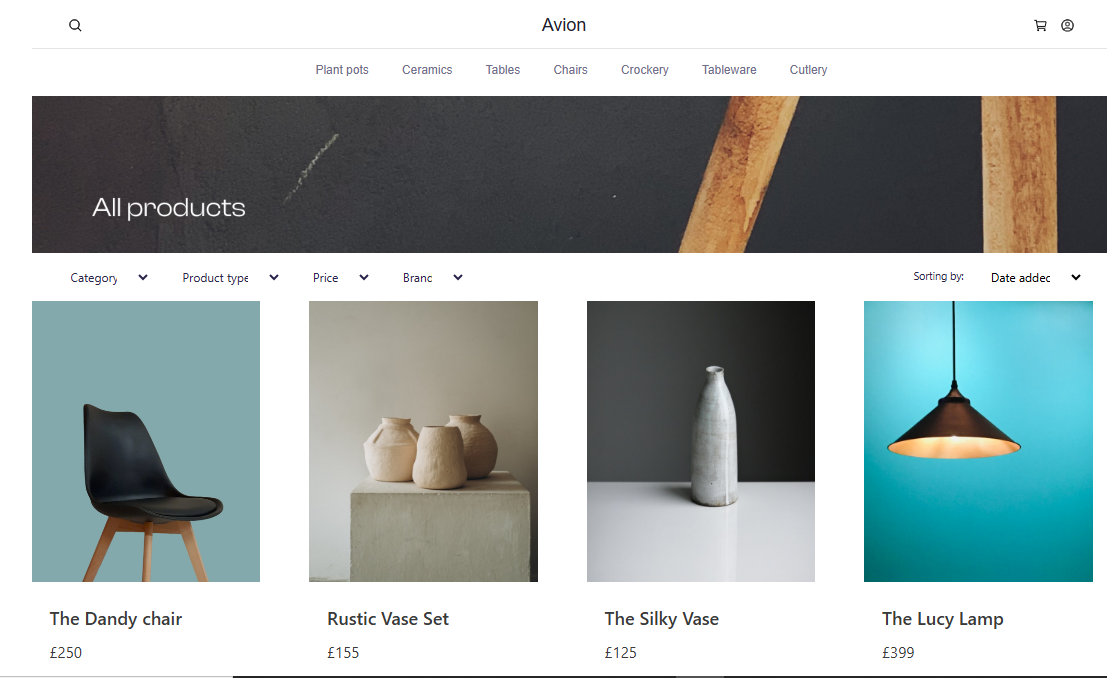 Avion
Plant pots Ceramics Tables Chairs Crockery Tableware Cutlery
All products
Category Product type Price Branc Sorting by: Date addec
The Dandy chair Rustic Vase Set The Silky Vase The Lucy Lamp
£250 £155 £125 £399